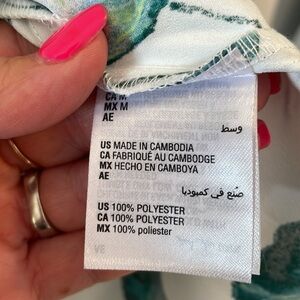 CA M
MX M
AE
وسط
US MADE IN CAMBODIA
CA FABRIQUÉ AU CAMBODGE
MX HECHO EN CAMBOYA
AE
صنع في كمبوديا
US 100% POLYESTER
CA 100% POLYESTER
MX 100% poliester